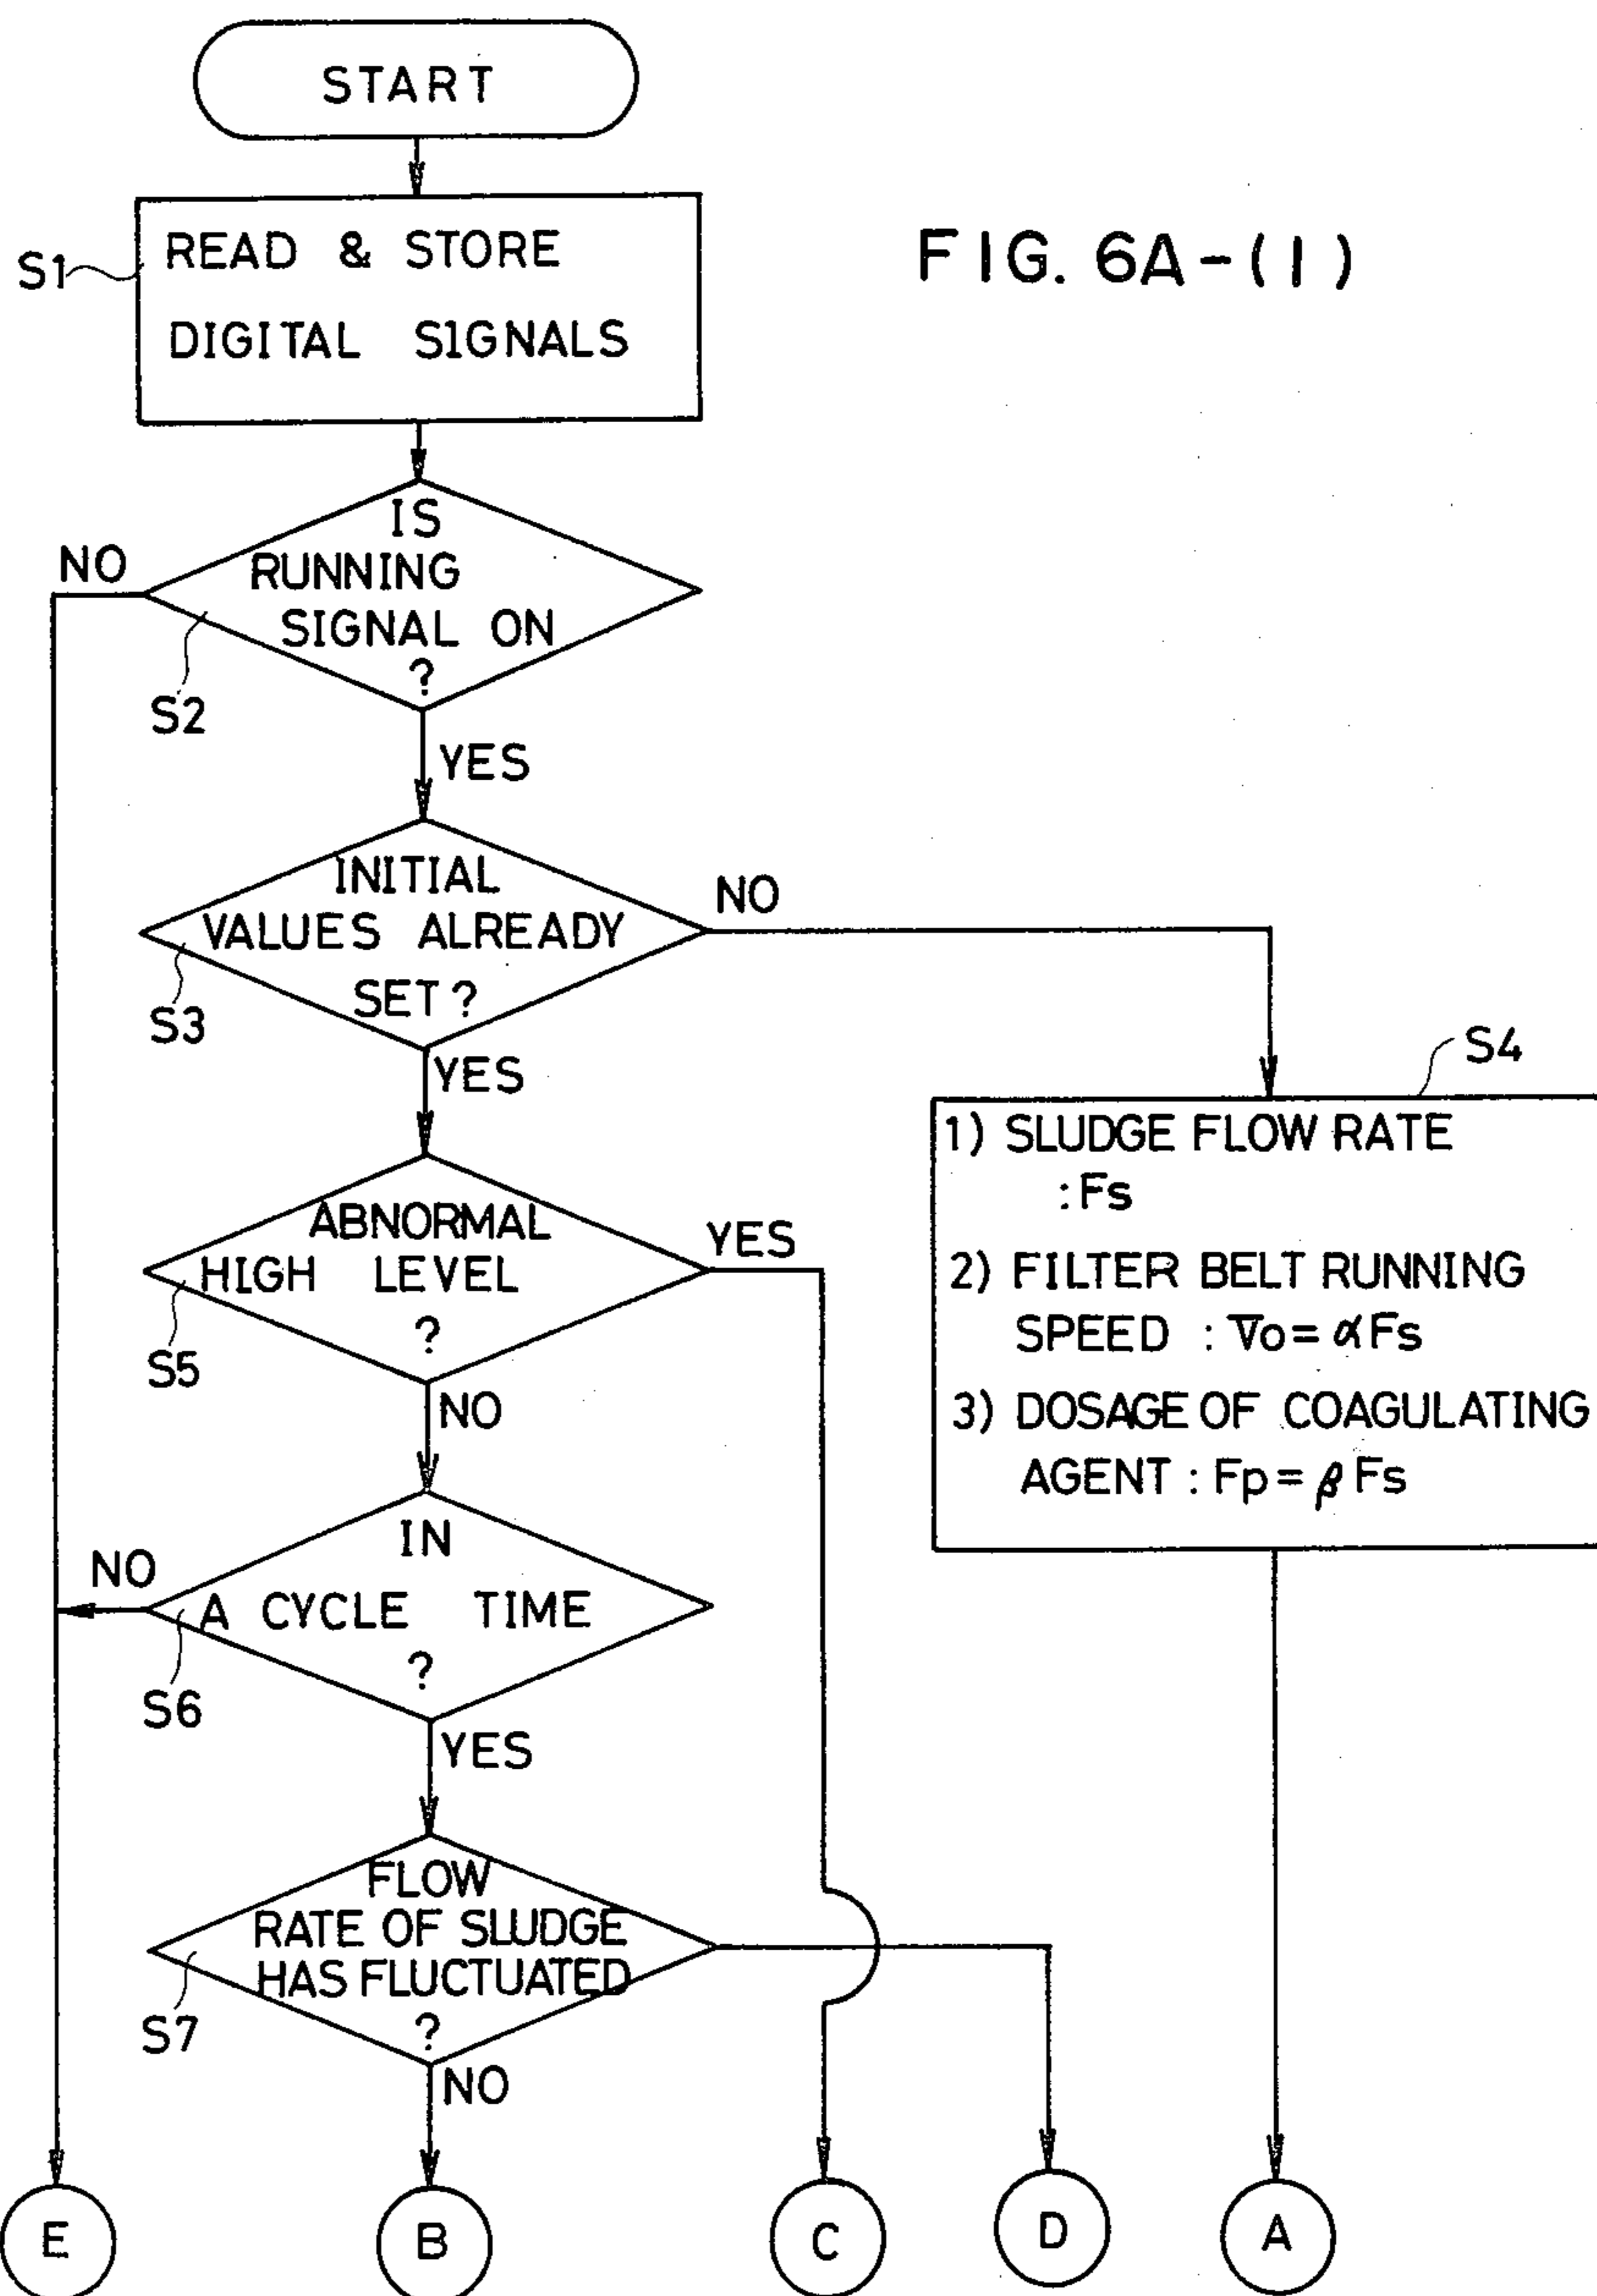 START
S1
READ & STORE
DIGITAL SIGNALS
FIG. 6A-(1)
IS
RUNNING
SIGNAL ON
?
NO
S2
YES
INITIAL
VALUES ALREADY
SET?
NO
S3
YES
S4
1) SLUDGE FLOW RATE
: Fs
2) FILTER BELT RUNNING
SPEED : Vo = αFs
3) DOSAGE OF COAGULATING
AGENT : Fp = βFs
ABNORMAL
HIGH LEVEL
?
YES
S5
NO
IN
A CYCLE TIME
?
NO
S6
YES
FLOW
RATE OF SLUDGE
HAS FLUCTUATED
?
S7
NO
E
B
C
D
A